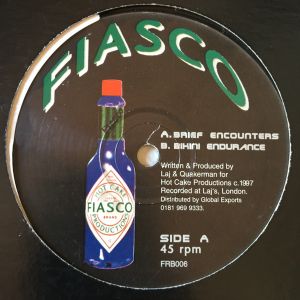 FIASCO
A. BRIEF ENCOUNTERS
B. BIKINI ENDURANCE
Written & Produced by
Laj & Quakerman for
Hot Cake Productions c.1997
Recorded at Laj's, London.
Distributed by Global Exports
0181 969 9333.
SIDE A
45 rpm
FRB006
HOT CAKE
FIASCO
BRAND
PRODUCTIONS